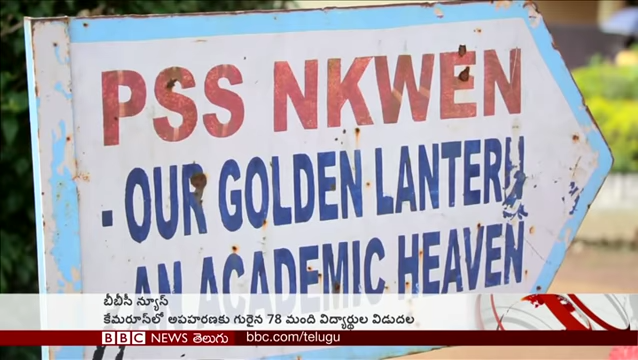 PSS NKWEN
- OUR GOLDEN LANTERN
- AN ACADEMIC HEAVEN
బీబీసీ న్యూస్
కేమరూన్‌లో అపహరణకు గురైన 78 మంది విద్యార్థుల విడుదల
BBC NEWS తెలుగు bbc.com/telugu